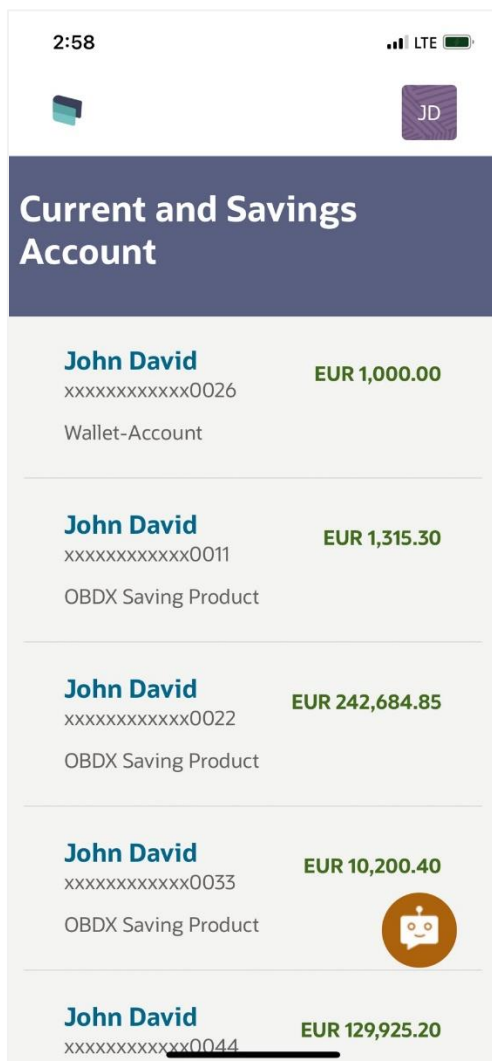 2:58
LTE
JD
Current and Savings
Account
John David
EUR 1,000.00
xxxxxxxxxxxx0026
Wallet-Account
John David
EUR 1,315.30
xxxxxxxxxxxx0011
OBDX Saving Product
John David
EUR 242,684.85
xxxxxxxxxxxx0022
OBDX Saving Product
John David
EUR 10,200.40
xxxxxxxxxxxx0033
OBDX Saving Product
John David
EUR 129,925.20
xxxxxxxxxxxx0044